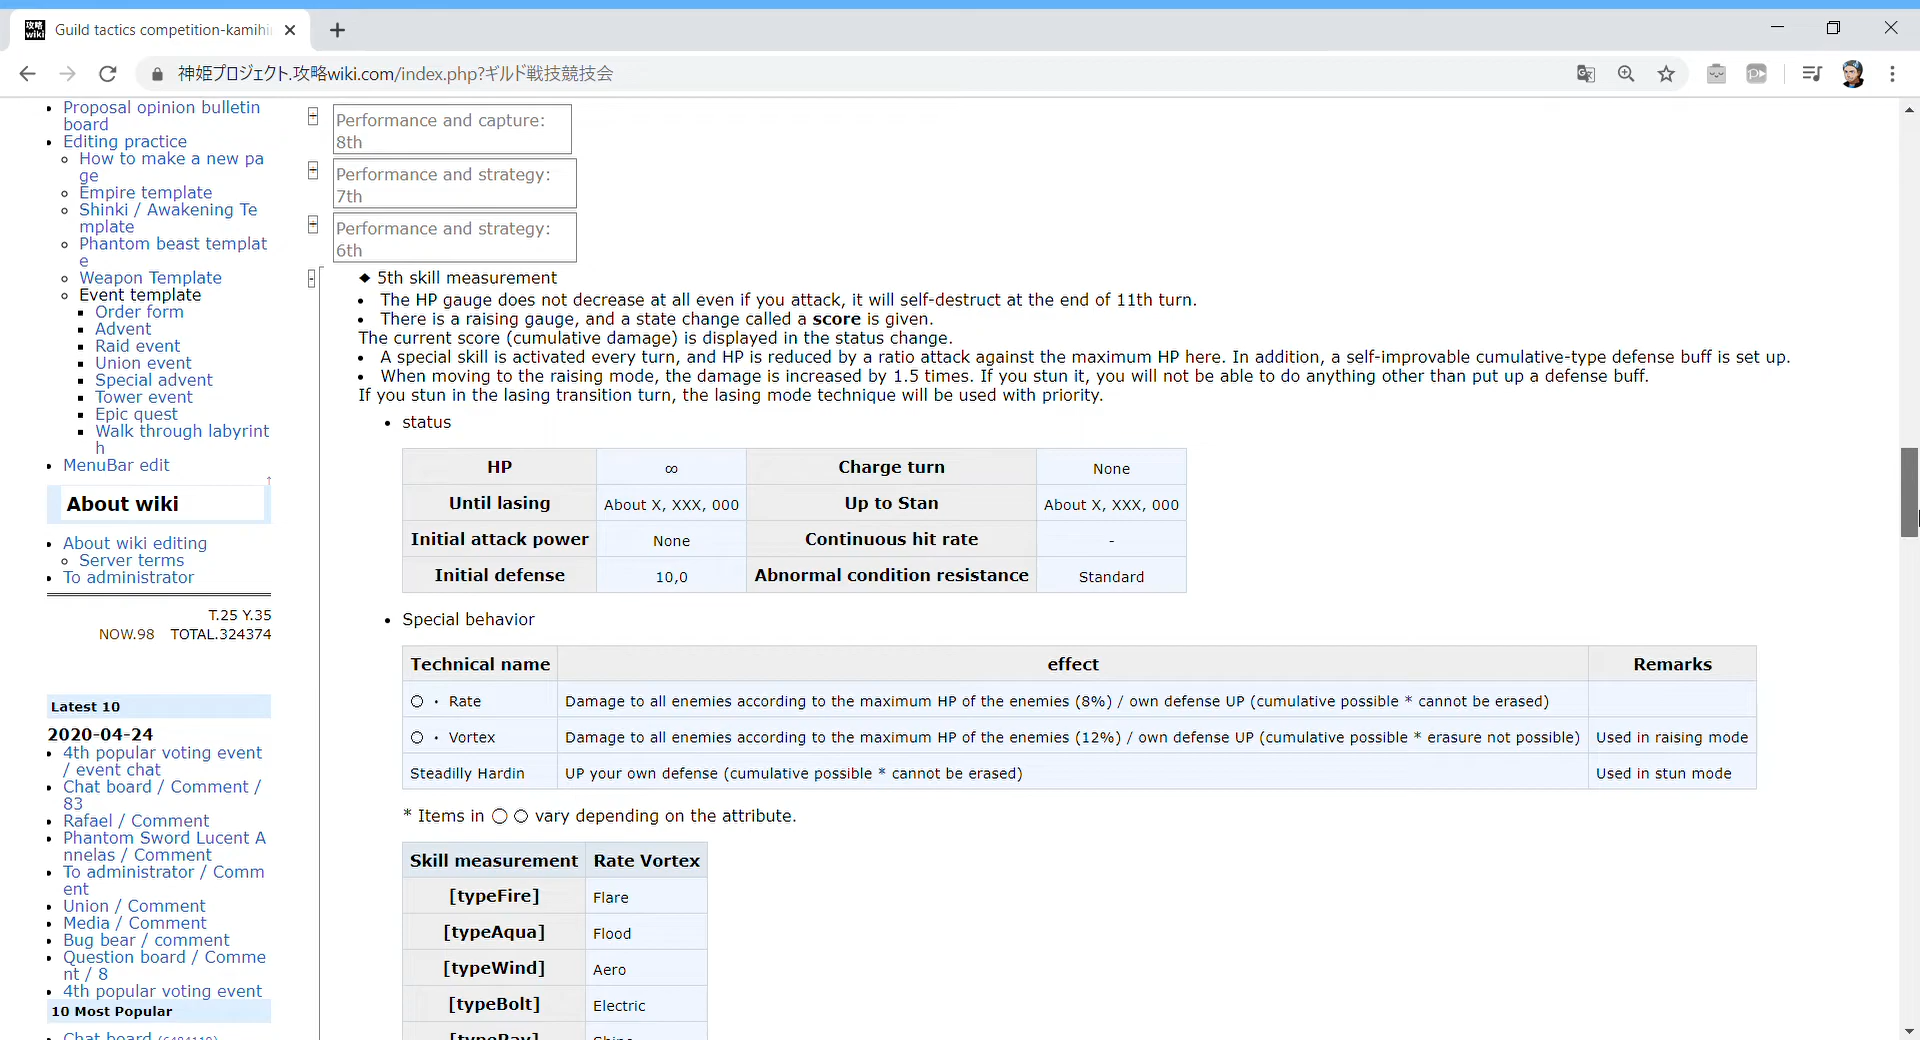 Guild tactics competition-kamihi
神姫プロジェクト.攻略wiki.com/index.php?ギルド戦技競技会
Proposal opinion bulletin
board
Editing practice
How to make a new pa
ge
Empire template
Shinki / Awakening Te
mplate
Phantom beast templat
e
Weapon Template
Event template
Order form
Advent
Raid event
Union event
Special advent
Tower event
Epic quest
Walk through labyrint
h
MenuBar edit
↑
About wiki
About wiki editing
Server terms
To administrator
T.25 Y.35
NOW.98 TOTAL.324374
Latest 10
2020-04-24
4th popular voting event
/ event chat
Chat board / Comment /
83
Rafael / Comment
Phantom Sword Lucent A
nnelas / Comment
To administrator / Comm
ent
Union / Comment
Media / Comment
Bug bear / comment
Question board / Comme
nt / 8
4th popular voting event
10 Most Popular
Performance and capture:
8th
Performance and strategy:
7th
Performance and strategy:
6th
◆ 5th skill measurement
The HP gauge does not decrease at all even if you attack, it will self-destruct at the end of 11th turn.
There is a raising gauge, and a state change called a score is given.
The current score (cumulative damage) is displayed in the status change.
A special skill is activated every turn, and HP is reduced by a ratio attack against the maximum HP here. In addition, a self-improvable cumulative-type defense buff is set up.
When moving to the raising mode, the damage is increased by 1.5 times. If you stun it, you will not be able to do anything other than put up a defense buff.
If you stun in the lasing transition turn, the lasing mode technique will be used with priority.
status
HP ∞ Charge turn None
Until lasing About X, XXX, 000 Up to Stan About X, XXX, 000
Initial attack power None Continuous hit rate -
Initial defense 10,0 Abnormal condition resistance Standard
Special behavior
Technical name effect Remarks
○ ・ Rate Damage to all enemies according to the maximum HP of the enemies (8%) / own defense UP (cumulative possible * cannot be erased)
○ ・ Vortex Damage to all enemies according to the maximum HP of the enemies (12%) / own defense UP (cumulative possible * erasure not possible) Used in raising mode
Steadilly Hardin UP your own defense (cumulative possible * cannot be erased) Used in stun mode
* Items in ○ ○ vary depending on the attribute.
Skill measurement Rate Vortex
[typeFire] Flare
[typeAqua] Flood
[typeWind] Aero
[typeBolt] Electric